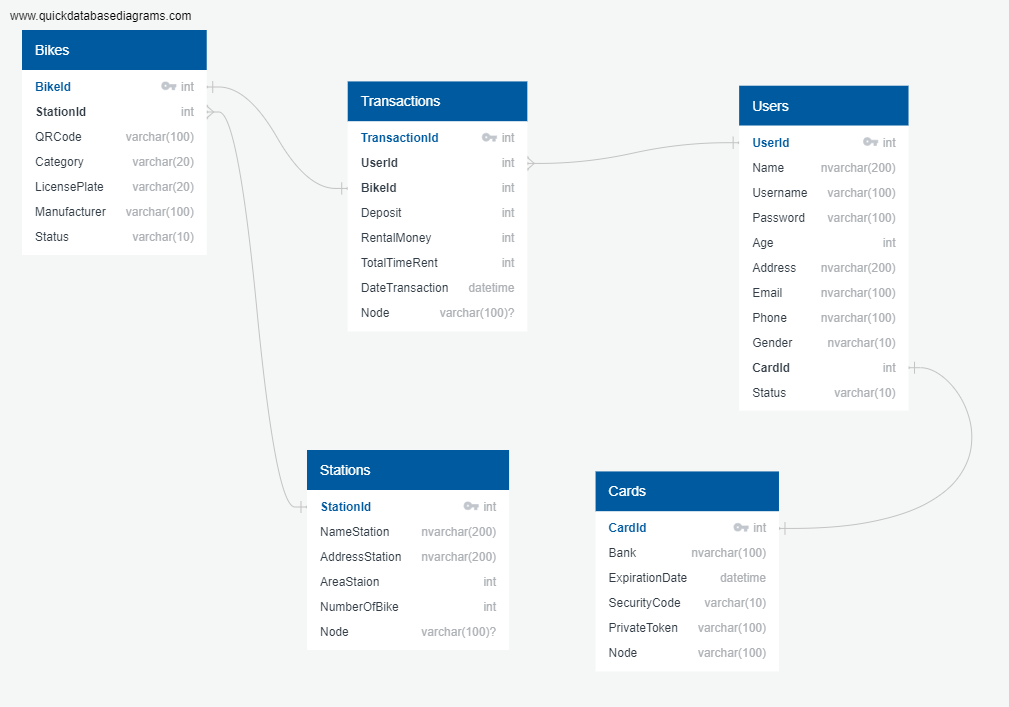 www.quickdatabasediagrams.com
Bikes
BikeId int
StationId int
QRCode varchar(100)
Category varchar(20)
LicensePlate varchar(20)
Manufacturer varchar(100)
Status varchar(10)
Transactions
TransactionId int
UserId int
BikeId int
Deposit int
RentalMoney int
TotalTimeRent int
DateTransaction datetime
Node varchar(100)?
Users
UserId int
Name nvarchar(200)
Username varchar(100)
Password varchar(100)
Age int
Address nvarchar(200)
Email nvarchar(100)
Phone nvarchar(100)
Gender nvarchar(10)
CardId int
Status varchar(10)
Stations
StationId int
NameStation nvarchar(200)
AddressStation nvarchar(200)
AreaStaion int
NumberOfBike int
Node varchar(100)?
Cards
CardId int
Bank nvarchar(100)
ExpirationDate datetime
SecurityCode varchar(10)
PrivateToken varchar(100)
Node varchar(100)